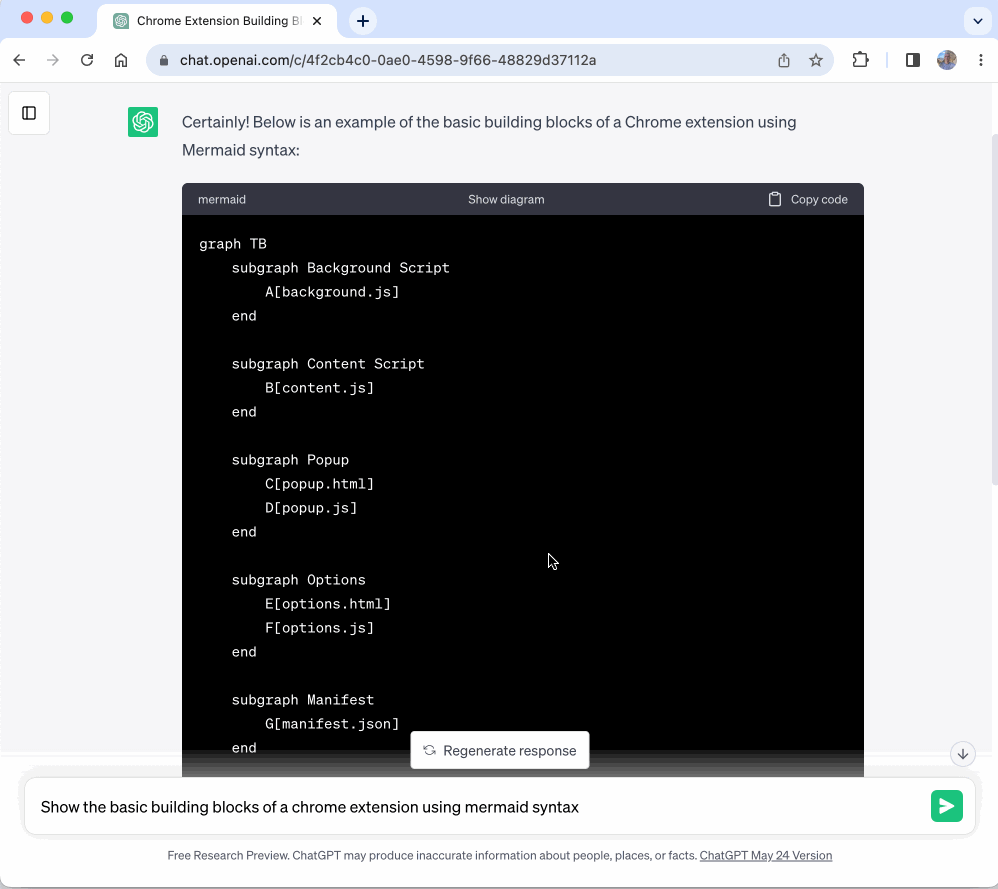 Chrome Extension Building Bl
chat.openai.com/c/4f2cb4c0-0ae0-4598-9f66-48829d37112a
Certainly! Below is an example of the basic building blocks of a Chrome extension using
Mermaid syntax:
mermaid Show diagram Copy code
graph TB
    subgraph Background Script
        A[background.js]
    end
    subgraph Content Script
        B[content.js]
    end
    subgraph Popup
        C[popup.html]
        D[popup.js]
    end
    subgraph Options
        E[options.html]
        F[options.js]
    end
    subgraph Manifest
        G[manifest.json]
    end
Regenerate response
Show the basic building blocks of a chrome extension using mermaid syntax
Free Research Preview. ChatGPT may produce inaccurate information about people, places, or facts. ChatGPT May 24 Version